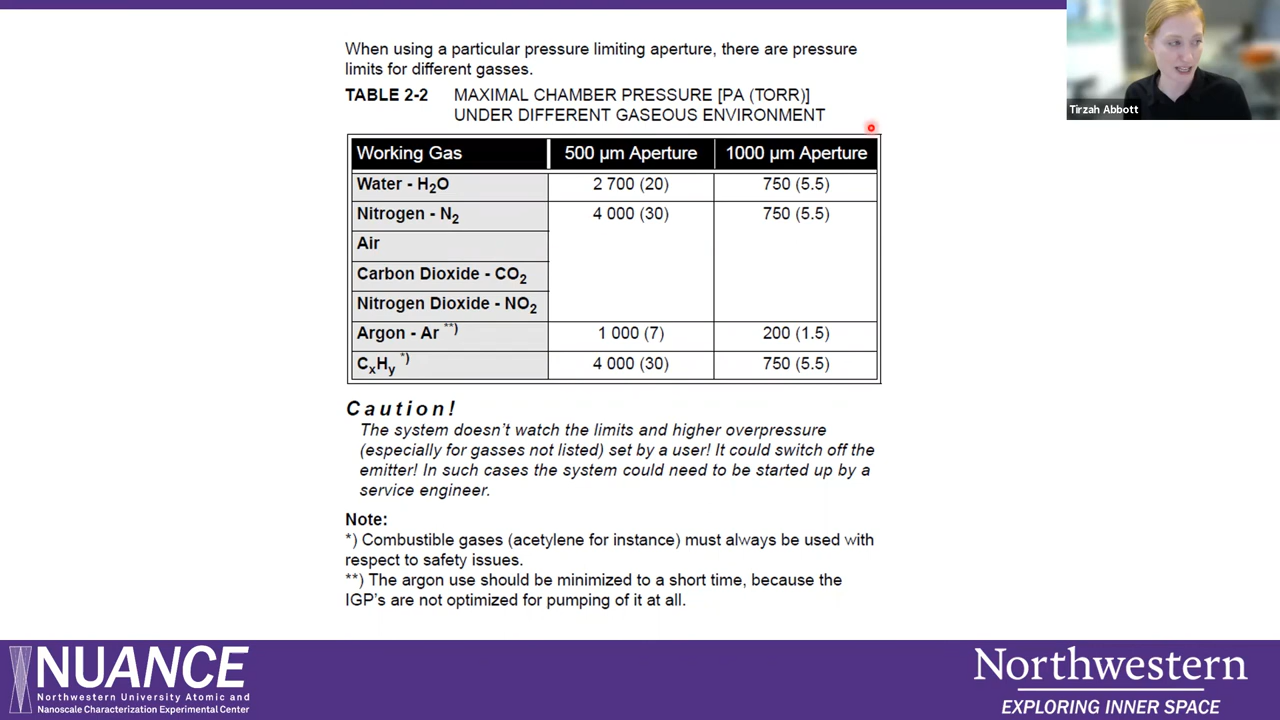 When using a particular pressure limiting aperture, there are pressure
limits for different gasses.
TABLE 2-2 MAXIMAL CHAMBER PRESSURE [PA (TORR)]
UNDER DIFFERENT GASEOUS ENVIRONMENT
Working Gas 500 µm Aperture 1000 µm Aperture
Water - H₂O 2 700 (20) 750 (5.5)
Nitrogen - N₂ 4 000 (30) 750 (5.5)
Air
Carbon Dioxide - CO₂
Nitrogen Dioxide - NO₂
Argon - Ar **) 1 000 (7) 200 (1.5)
CxHy *) 4 000 (30) 750 (5.5)
Caution!
The system doesn't watch the limits and higher overpressure
(especially for gasses not listed) set by a user! It could switch off the
emitter! In such cases the system could need to be started up by a
service engineer.
Note:
*) Combustible gases (acetylene for instance) must always be used with
respect to safety issues.
**) The argon use should be minimized to a short time, because the
IGP's are not optimized for pumping of it at all.
Tirzah Abbott
NUANCE
Northwestern University Atomic and
Nanoscale Characterization Experimental Center
Northwestern
EXPLORING INNER SPACE